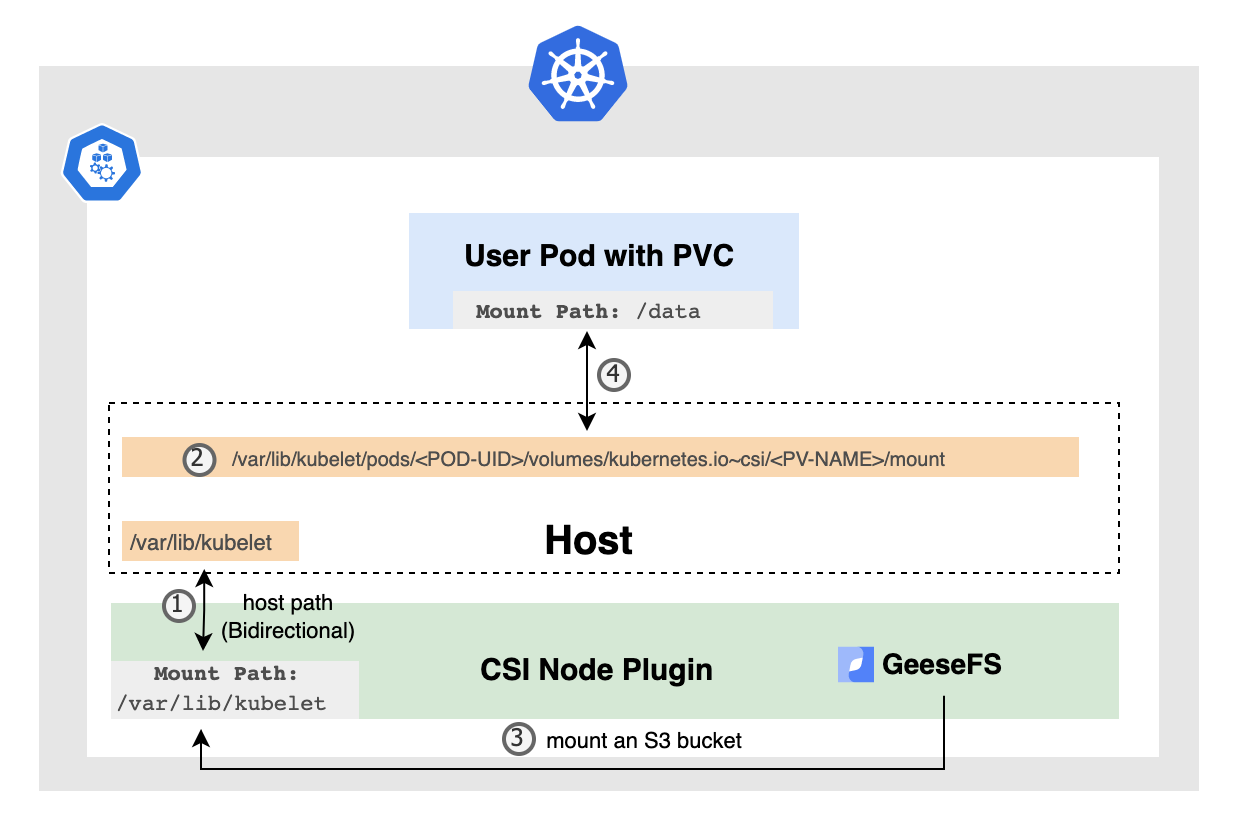 User Pod with PVC
Mount Path: /data
4
2 /var/lib/kubelet/pods/<POD-UID>/volumes/kubernetes.io~csi/<PV-NAME>/mount
/var/lib/kubelet
Host
1
host path
(Bidirectional)
Mount Path:
/var/lib/kubelet
CSI Node Plugin
GeeseFS
3 mount an S3 bucket